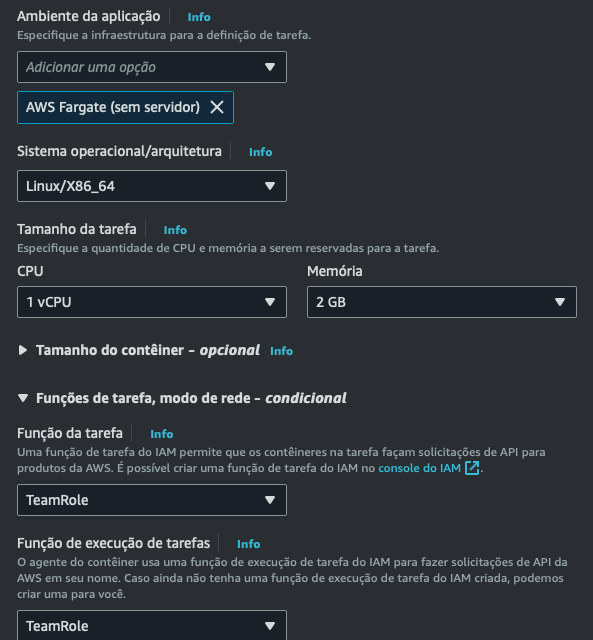 Ambiente da aplicação Info
Especifique a infraestrutura para a definição de tarefa.
Adicionar uma opção
AWS Fargate (sem servidor)
Sistema operacional/arquitetura Info
Linux/X86_64
Tamanho da tarefa Info
Especifique a quantidade de CPU e memória a serem reservadas para a tarefa.
CPU Memória
1 vCPU 2 GB
Tamanho do contêiner - opcional Info
Funções de tarefa, modo de rede - condicional
Função da tarefa Info
Uma função de tarefa do IAM permite que os contêineres na tarefa façam solicitações de API para
produtos da AWS. É possível criar uma função de tarefa do IAM no console do IAM.
TeamRole
Função de execução de tarefas Info
O agente do contêiner usa uma função de execução de tarefa do IAM para fazer solicitações de API da
AWS em seu nome. Caso ainda não tenha uma função de execução de tarefa do IAM criada, podemos
criar uma para você.
TeamRole